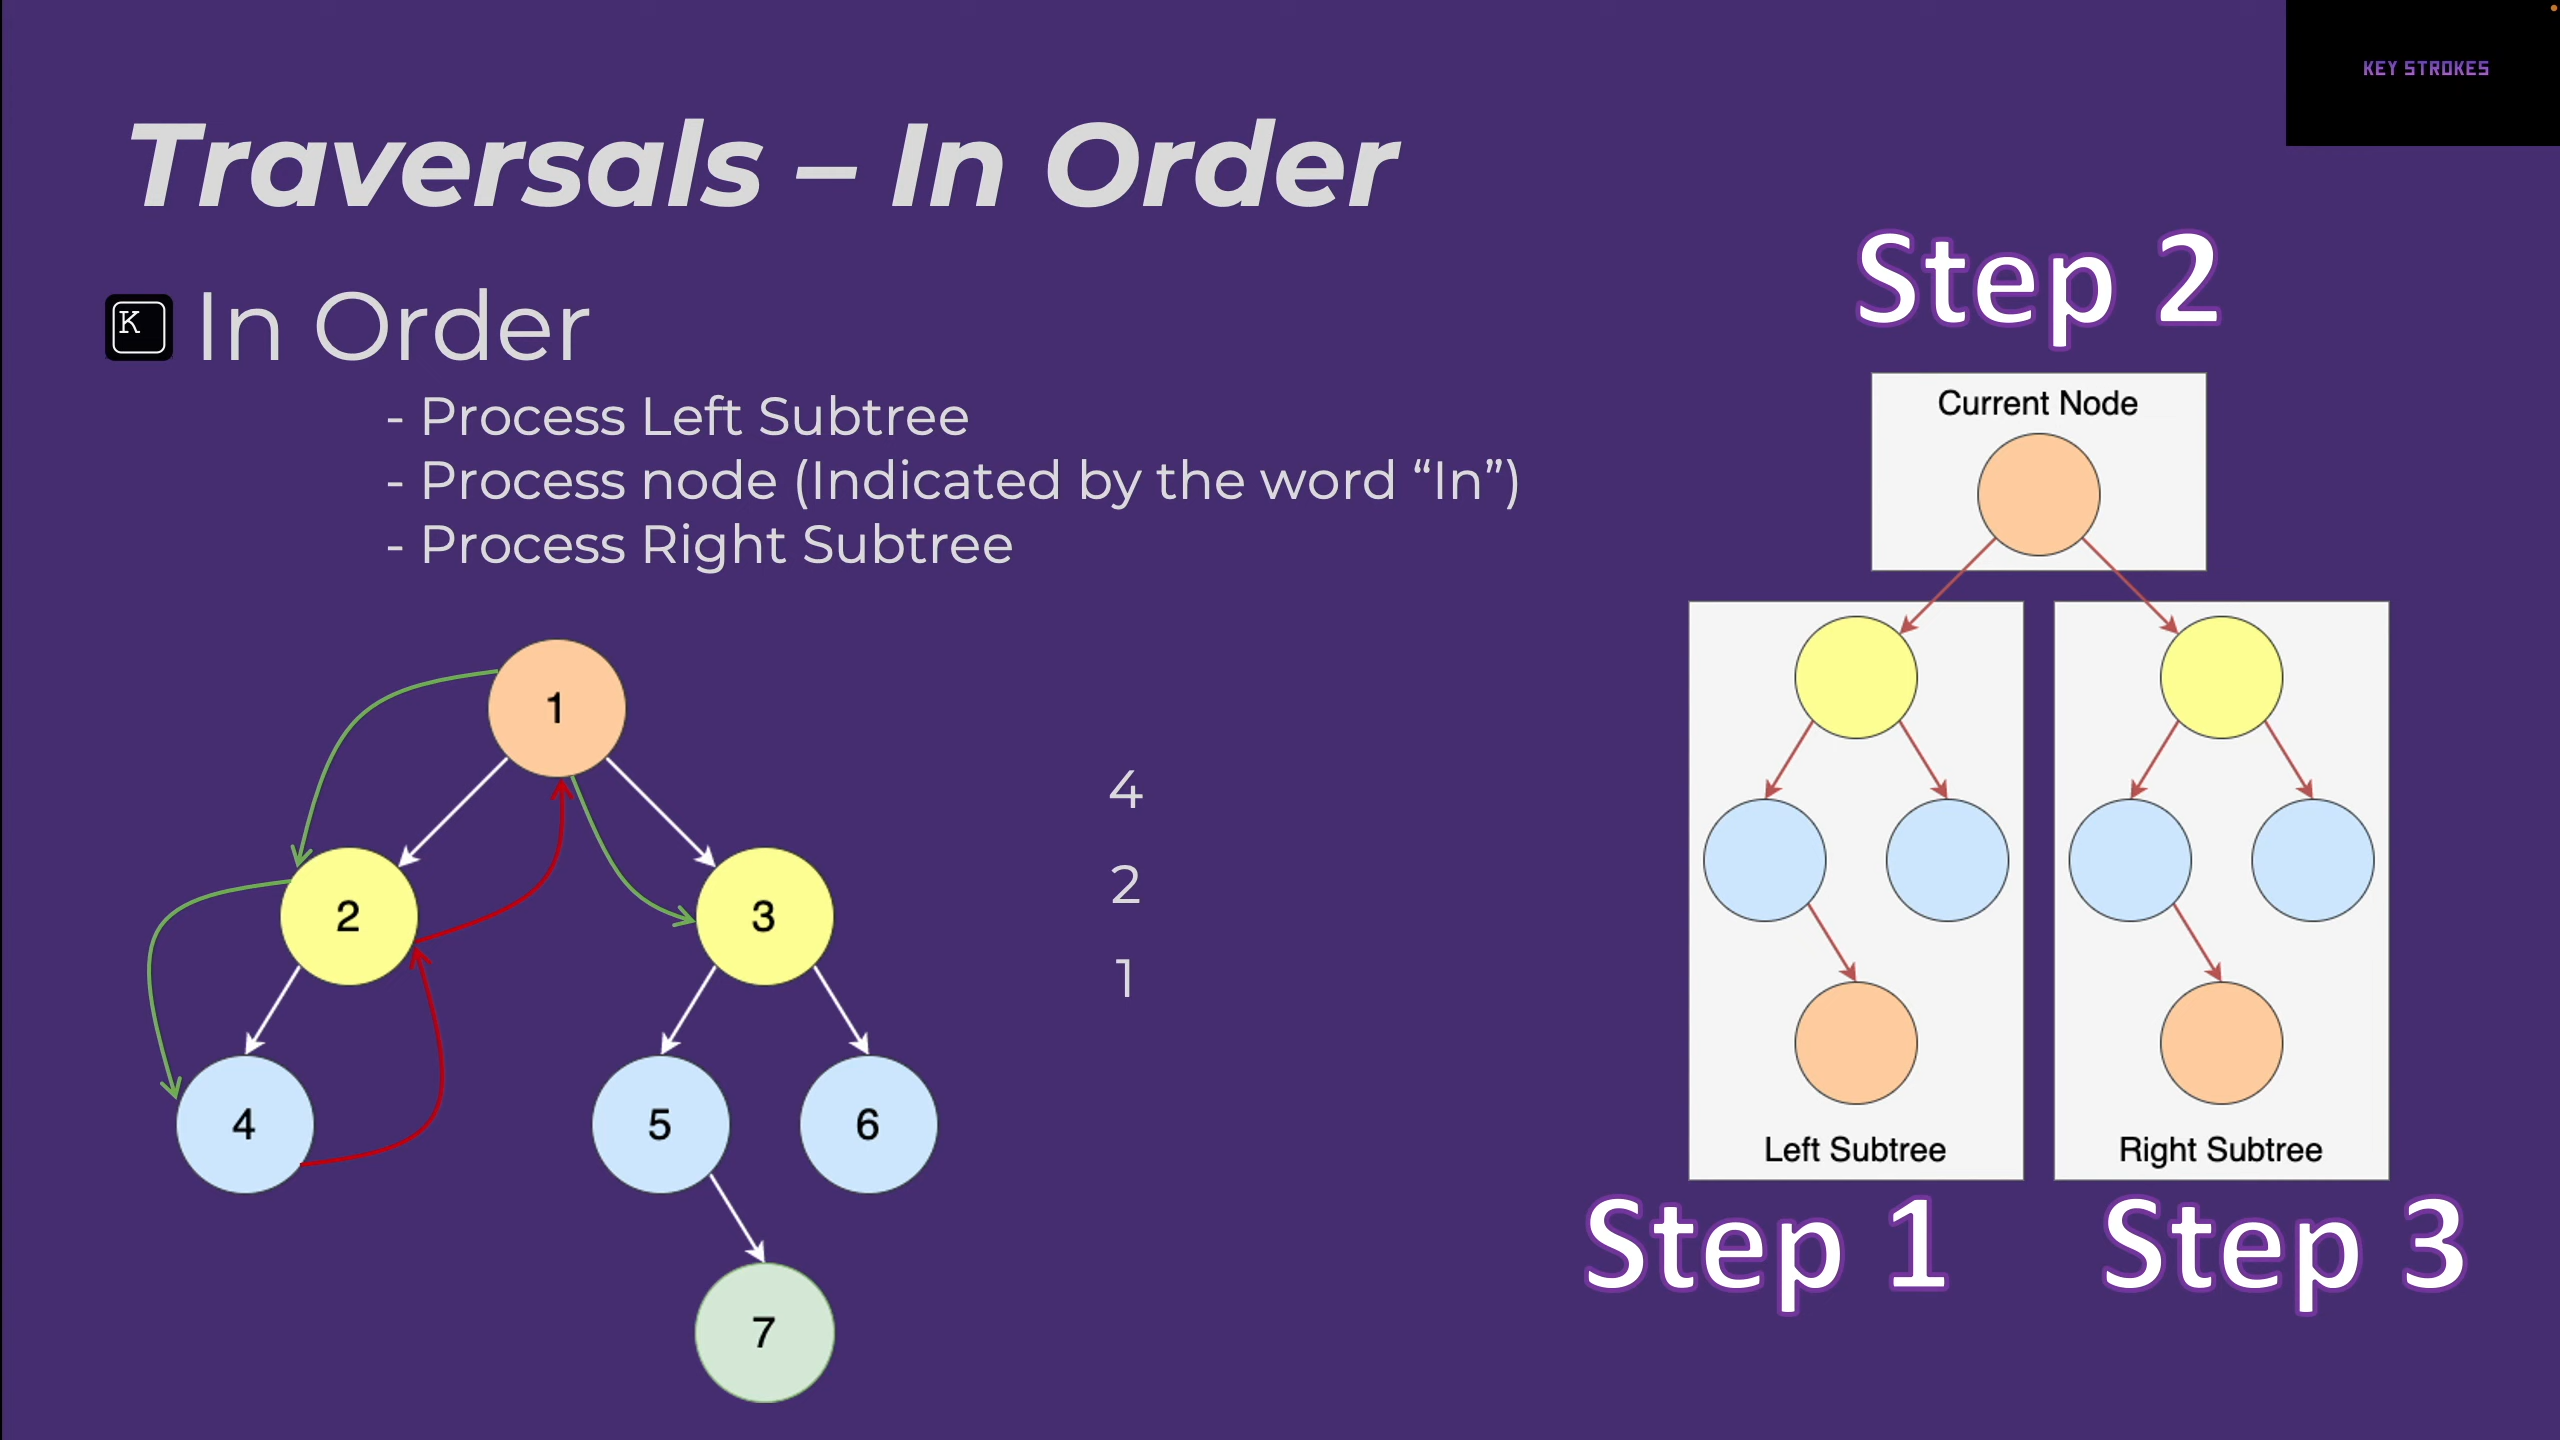 KEY STROKES
Traversals – In Order
K
In Order
- Process Left Subtree
- Process node (Indicated by the word “In”)
- Process Right Subtree
1
2
3
4
5
6
7
4
2
1
Step 2
Current Node
Left Subtree
Right Subtree
Step 1
Step 3